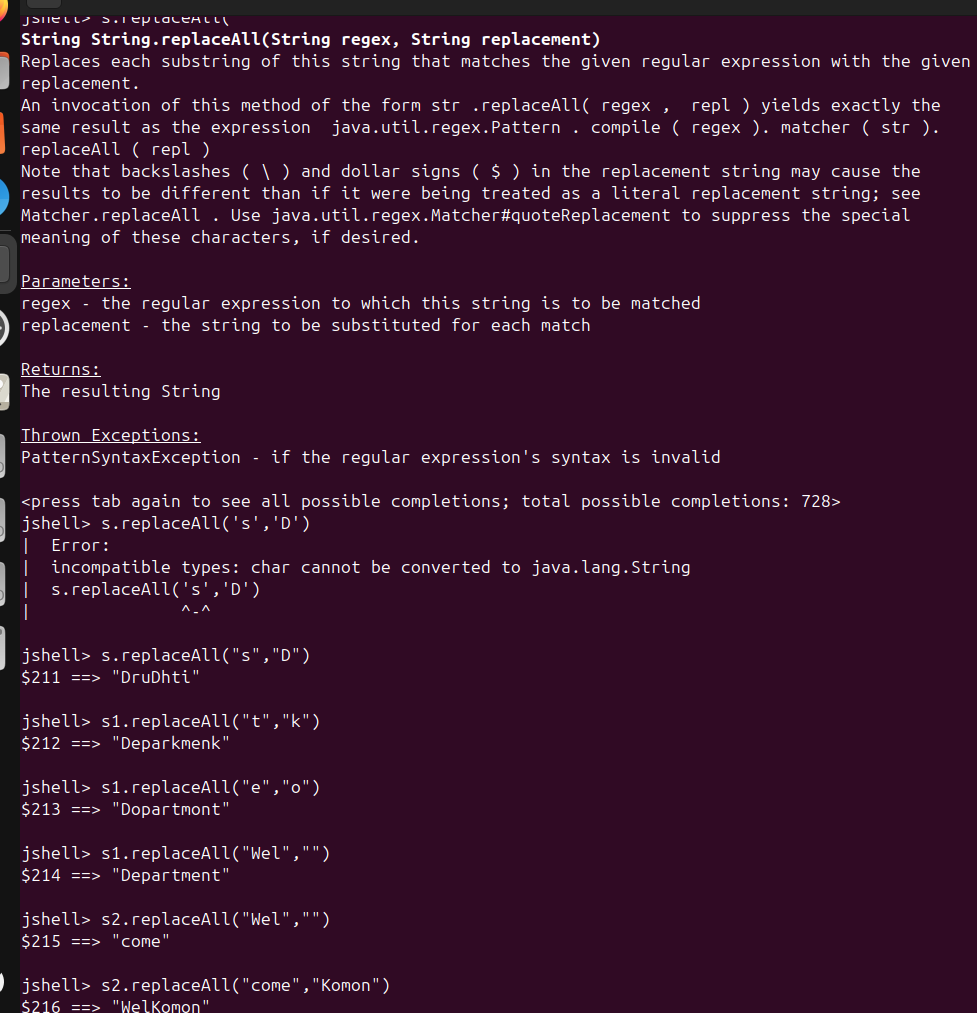 jshell> s.replaceAll(
String String.replaceAll(String regex, String replacement)
Replaces each substring of this string that matches the given regular expression with the given
replacement.
An invocation of this method of the form str .replaceAll( regex ,  repl ) yields exactly the
same result as the expression  java.util.regex.Pattern . compile ( regex ). matcher ( str ).
replaceAll ( repl )
Note that backslashes ( \ ) and dollar signs ( $ ) in the replacement string may cause the
results to be different than if it were being treated as a literal replacement string; see
Matcher.replaceAll . Use java.util.regex.Matcher#quoteReplacement to suppress the special
meaning of these characters, if desired.
Parameters:
regex - the regular expression to which this string is to be matched
replacement - the string to be substituted for each match
Returns:
The resulting String
Thrown Exceptions:
PatternSyntaxException - if the regular expression's syntax is invalid
<press tab again to see all possible completions; total possible completions: 728>
jshell> s.replaceAll('s','D')
|  Error:
|  incompatible types: char cannot be converted to java.lang.String
|  s.replaceAll('s','D')
|               ^-^
jshell> s.replaceAll("s","D")
$211 ==> "DruDhti"
jshell> s1.replaceAll("t","k")
$212 ==> "Deparkmenk"
jshell> s1.replaceAll("e","o")
$213 ==> "Dopartmont"
jshell> s1.replaceAll("Wel","")
$214 ==> "Department"
jshell> s2.replaceAll("Wel","")
$215 ==> "come"
jshell> s2.replaceAll("come","Komon")
$216 ==> "WelKomon"